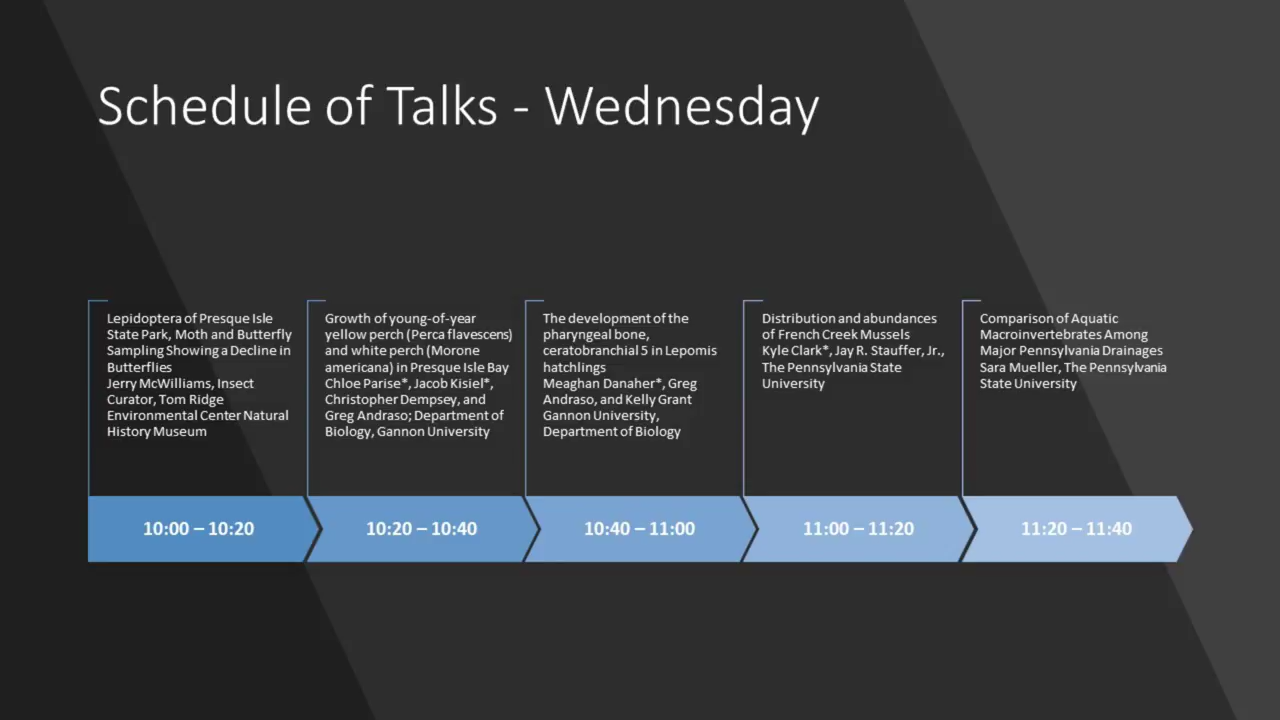 Schedule of Talks - Wednesday
Lepidoptera of Presque Isle
State Park, Moth and Butterfly
Sampling Showing a Decline in
Butterflies
Jerry McWilliams, Insect
Curator, Tom Ridge
Environmental Center Natural
History Museum
Growth of young-of-year
yellow perch (Perca flavescens)
and white perch (Morone
americana) in Presque Isle Bay
Chloe Parise*, Jacob Kisiel*,
Christopher Dempsey, and
Greg Andraso; Department of
Biology, Gannon University
The development of the
pharyngeal bone,
ceratobranchial 5 in Lepomis
hatchlings
Meaghan Danaher*, Greg
Andraso, and Kelly Grant
Gannon University,
Department of Biology
Distribution and abundances
of French Creek Mussels
Kyle Clark*, Jay R. Stauffer, Jr.,
The Pennsylvania State
University
Comparison of Aquatic
Macroinvertebrates Among
Major Pennsylvania Drainages
Sara Mueller, The Pennsylvania
State University
10:00 – 10:20
10:20 – 10:40
10:40 – 11:00
11:00 – 11:20
11:20 – 11:40